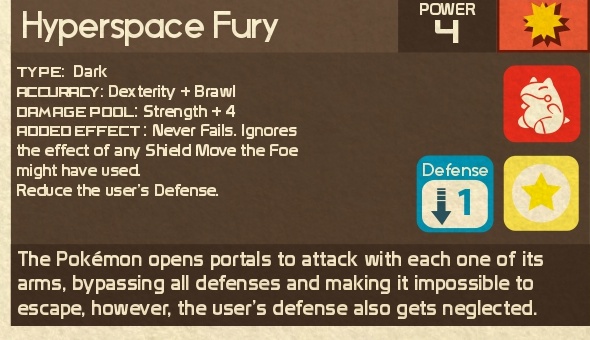 Hyperspace Fury
POWER
4
TYPE: Dark
ACCURACY: Dexterity + Brawl
DAMAGE POOL: Strength + 4
ADDED EFFECT: Never Fails. Ignores
the effect of any Shield Move the Foe
might have used.
Reduce the user's Defense.
Defense
1
The Pokémon opens portals to attack with each one of its
arms, bypassing all defenses and making it impossible to
escape, however, the user's defense also gets neglected.